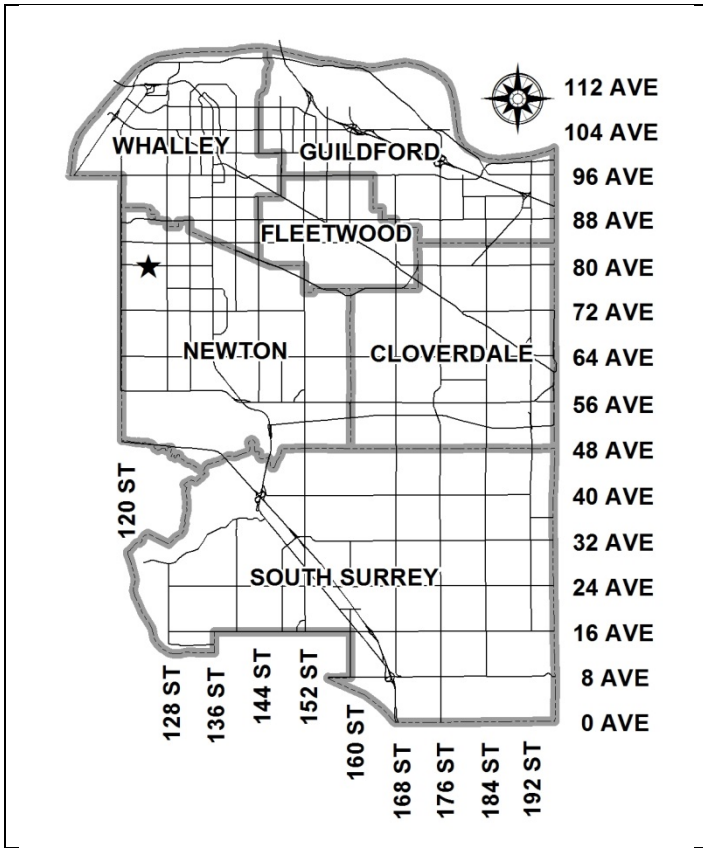 112 AVE
104 AVE
WHALLEY
GUILDFORD
96 AVE
88 AVE
FLEETWOOD
80 AVE
72 AVE
NEWTON
CLOVERDALE
64 AVE
56 AVE
48 AVE
120 ST
40 AVE
32 AVE
SOUTH SURREY
24 AVE
16 AVE
128 ST
136 ST
144 ST
152 ST
8 AVE
160 ST
0 AVE
168 ST
176 ST
184 ST
192 ST